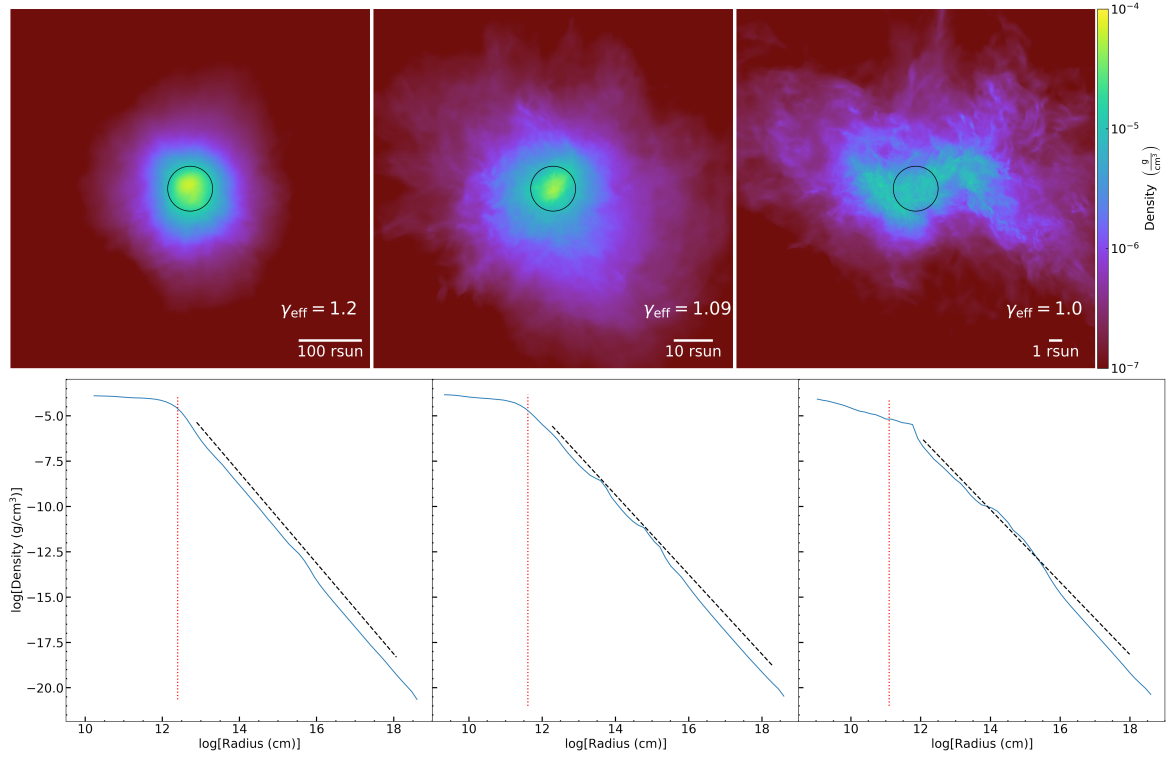 γeff = 1.2
100 rsun
γeff = 1.09
10 rsun
γeff = 1.0
1 rsun
10⁻⁴
10⁻⁵
10⁻⁶
10⁻⁷
Density (g/cm³)
−5.0
−7.5
−10.0
−12.5
−15.0
−17.5
−20.0
log[Density (g/cm³)]
10 12 14 16 18
10 12 14 16 18
10 12 14 16 18
log[Radius (cm)]
log[Radius (cm)]
log[Radius (cm)]